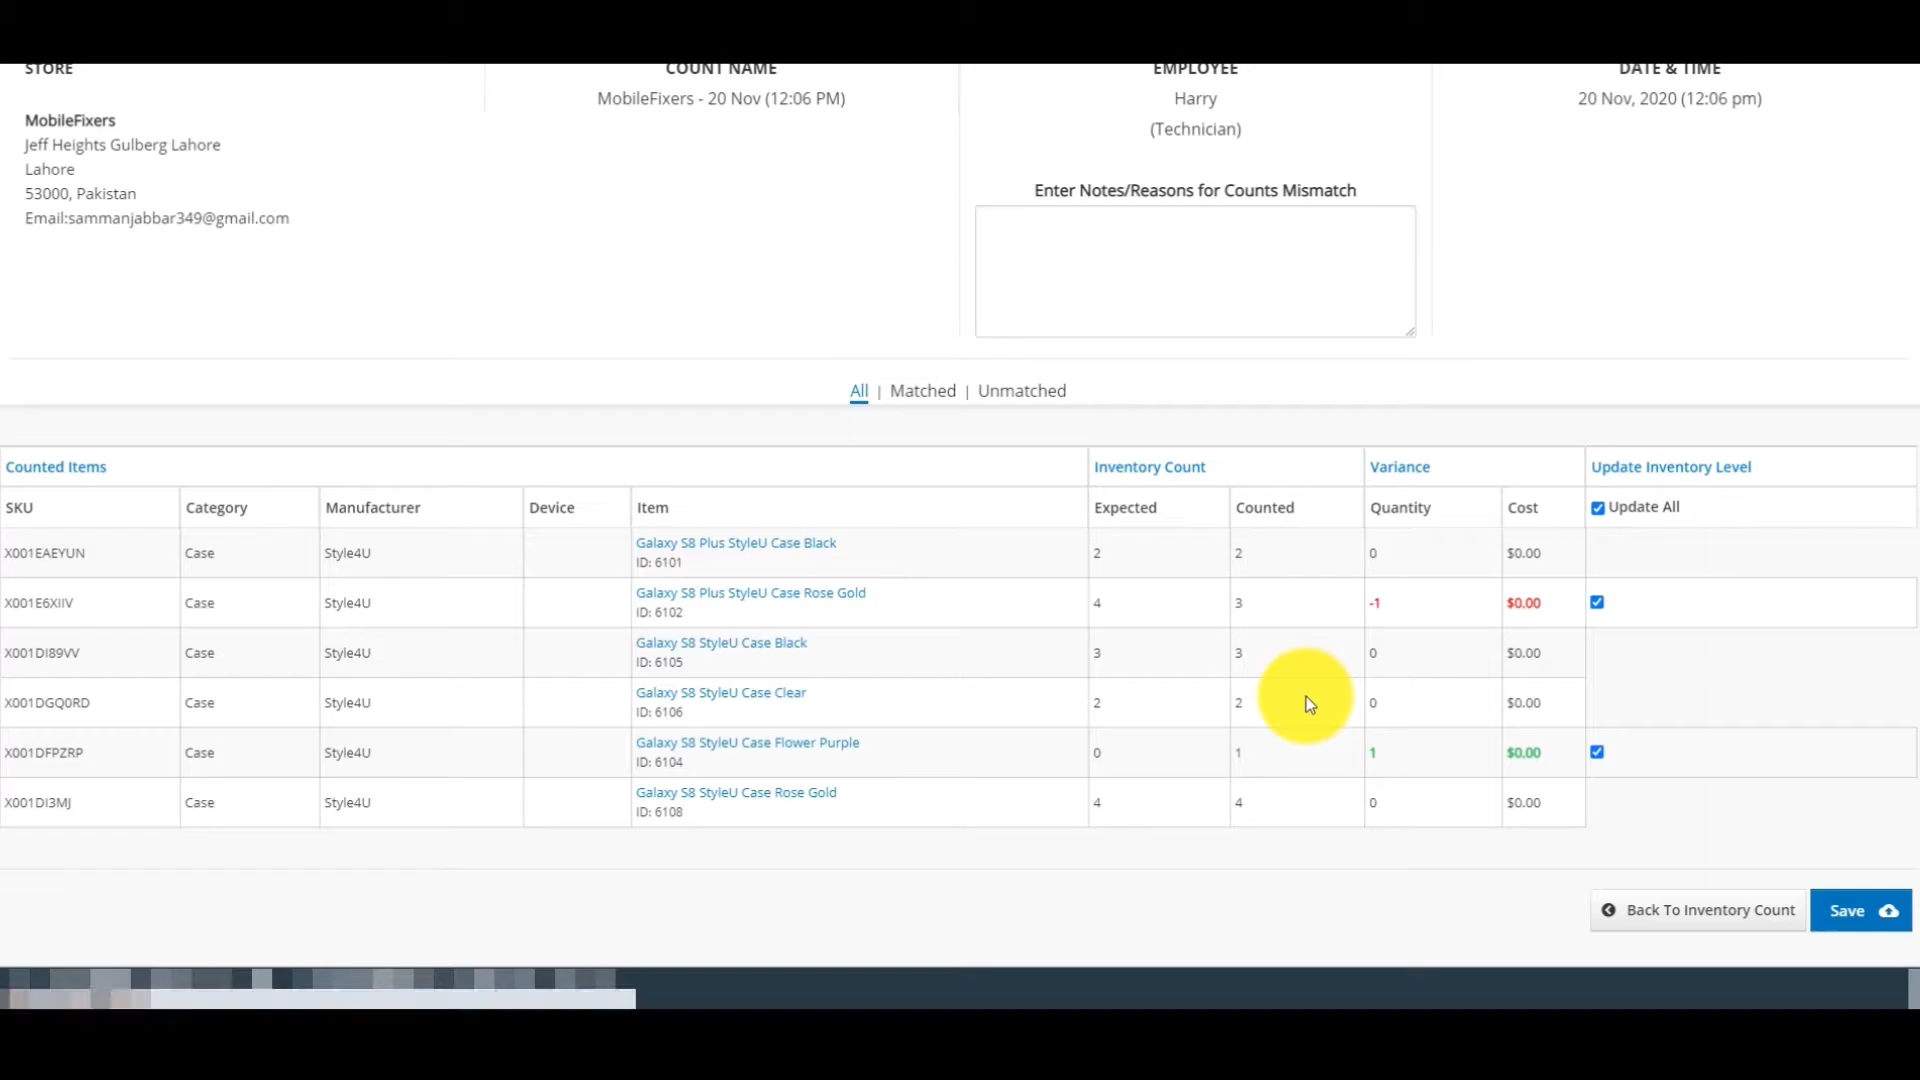 STORE
COUNT NAME
EMPLOYEE
DATE & TIME
MobileFixers - 20 Nov (12:06 PM)
Harry
20 Nov, 2020 (12:06 pm)
(Technician)
MobileFixers
Jeff Heights Gulberg Lahore
Lahore
53000, Pakistan
Email:sammanjabbar349@gmail.com
Enter Notes/Reasons for Counts Mismatch
All | Matched | Unmatched
Counted Items Inventory Count Variance Update Inventory Level
SKU Category Manufacturer Device Item Expected Counted Quantity Cost Update All
X001EAEYUN Case Style4U Galaxy S8 Plus StyleU Case Black 2 2 0 $0.00
ID: 6101
X001E6XIIV Case Style4U Galaxy S8 Plus StyleU Case Rose Gold 4 3 -1 $0.00
ID: 6102
X001DI89VV Case Style4U Galaxy S8 StyleU Case Black 3 3 0 $0.00
ID: 6105
X001DGQ0RD Case Style4U Galaxy S8 StyleU Case Clear 2 2 0 $0.00
ID: 6106
X001DFPZRP Case Style4U Galaxy S8 StyleU Case Flower Purple 0 1 1 $0.00
ID: 6104
X001DI3MJ Case Style4U Galaxy S8 StyleU Case Rose Gold 4 4 0 $0.00
ID: 6108
Back To Inventory Count
Save